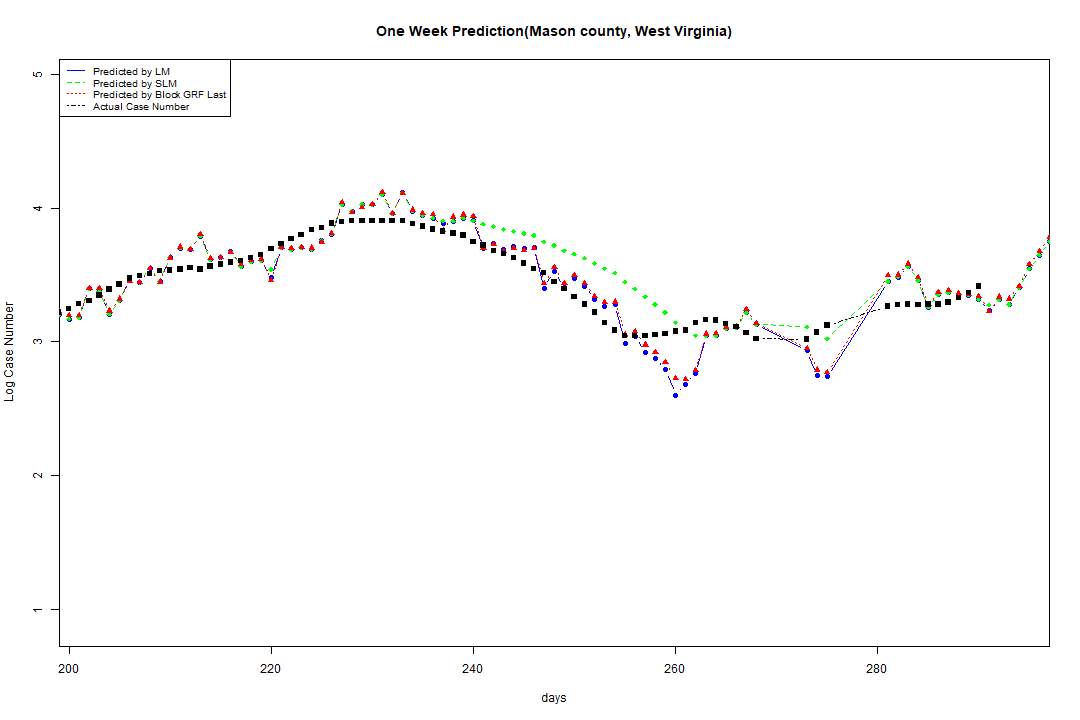 One Week Prediction(Mason county, West Virginia)
Predicted by LM
Predicted by SLM
Predicted by Block GRF Last
Actual Case Number
5
4
3
2
1
Log Case Number
200 220 240 260 280
days